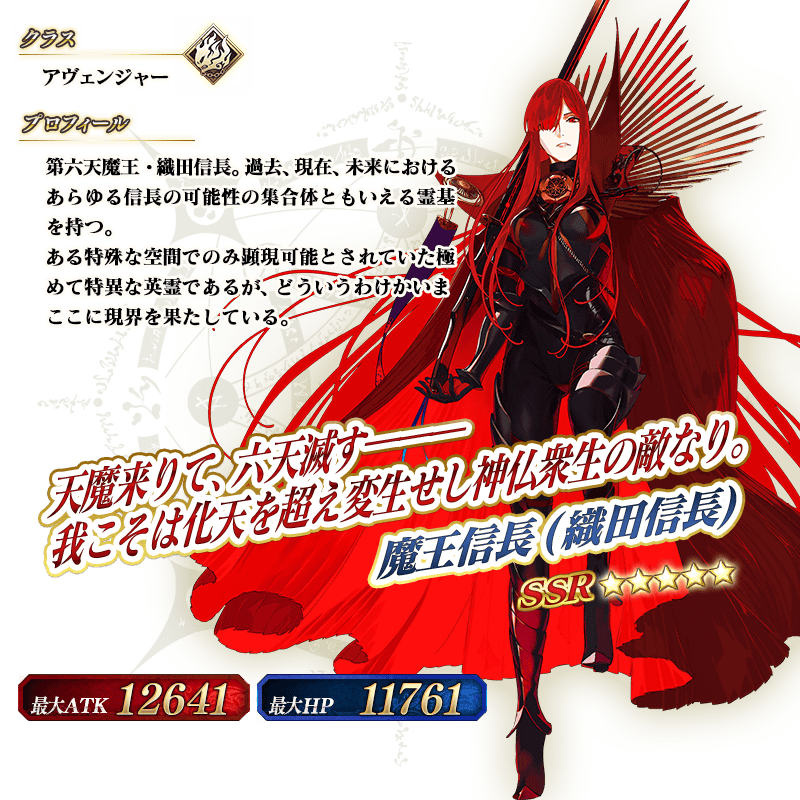 クラス
アヴェンジャー
プロフィール
第六天魔王・織田信長。過去、現在、未来における
あらゆる信長の可能性の集合体ともいえる霊基
を持つ。
ある特殊な空間でのみ顕現可能とされていた極
めて特異な英霊であるが、どういうわけかいま
ここに現界を果たしている。
天魔来りて、六天滅す――
我こそは化天を超え変生せし神仏衆生の敵なり。
魔王信長(織田信長)
SSR ☆☆☆☆☆
最大ATK 12641
最大HP 11761